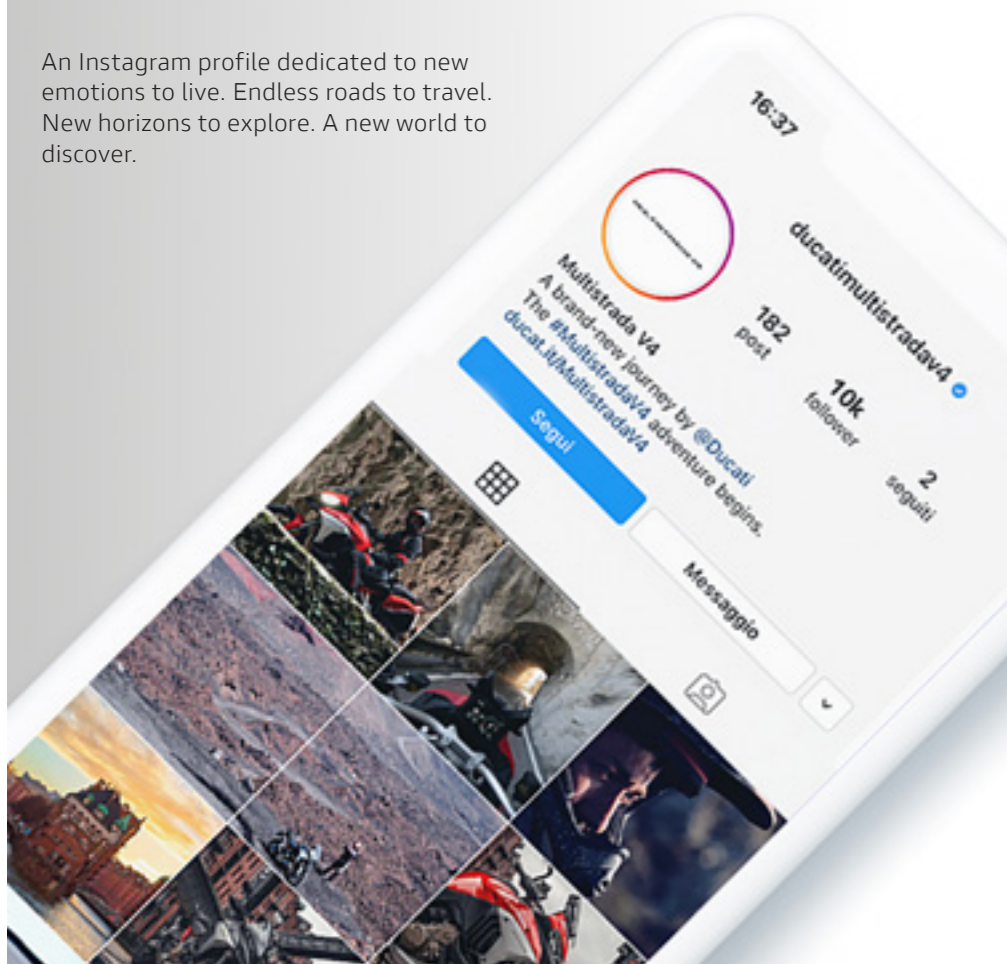 An Instagram profile dedicated to new
emotions to live. Endless roads to travel.
New horizons to explore. A new world to
discover.
16:37
ducatimultistradav4
182
post
10k
follower
2
seguiti
Multistrada V4
A brand-new journey by @Ducati
The #MultistradaV4 adventure begins.
ducat.it/MultistradaV4
Segui
Messaggio